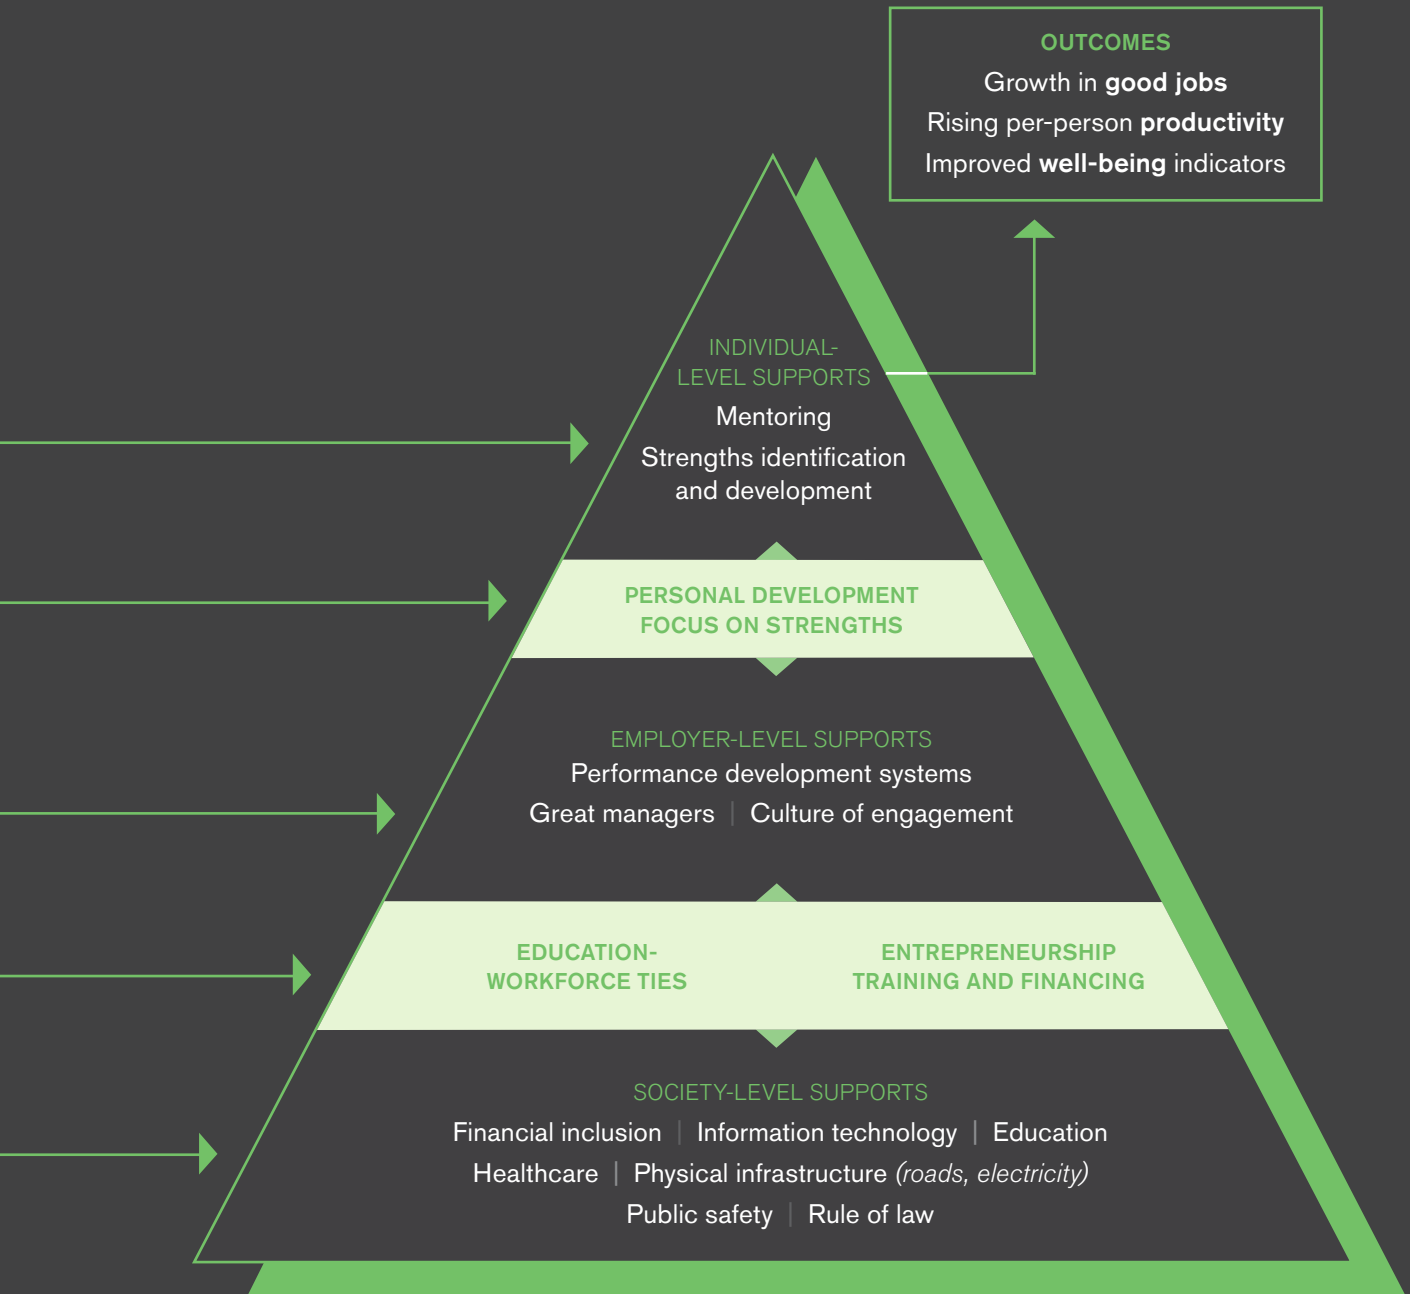 OUTCOMES
Growth in good jobs
Rising per-person productivity
Improved well-being indicators
INDIVIDUAL-
LEVEL SUPPORTS
Mentoring
Strengths identification
and development
PERSONAL DEVELOPMENT
FOCUS ON STRENGTHS
EMPLOYER-LEVEL SUPPORTS
Performance development systems
Great managers | Culture of engagement
EDUCATION-
WORKFORCE TIES
ENTREPRENEURSHIP
TRAINING AND FINANCING
SOCIETY-LEVEL SUPPORTS
Financial inclusion | Information technology | Education
Healthcare | Physical infrastructure (roads, electricity)
Public safety | Rule of law